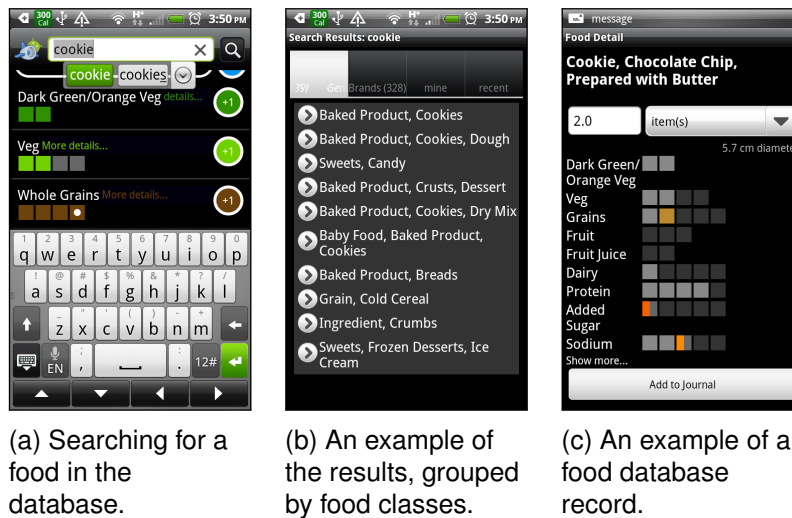 300
Cal
H
3:50 PM
cookie
cookie cookies
Dark Green/Orange Veg details...
+1
Veg More details...
+1
Whole Grains More details...
+1
1 2 3 4 5 6 7 8 9 0
q w e r t y u i o p
! @ # $ % & * ? /
a s d f g h j k l
_ - ' ( ) - +
z x c v b n m
EN , . 12#
(a) Searching for a
food in the
database.
300
Cal
H
3:50 PM
Search Results: cookie
39) Gen Brands (328) mine recent
Baked Product, Cookies
Baked Product, Cookies, Dough
Sweets, Candy
Baked Product, Crusts, Dessert
Baked Product, Cookies, Dry Mix
Baby Food, Baked Product,
Cookies
Baked Product, Breads
Grain, Cold Cereal
Ingredient, Crumbs
Sweets, Frozen Desserts, Ice
Cream
(b) An example of
the results, grouped
by food classes.
message
Food Detail
Cookie, Chocolate Chip,
Prepared with Butter
2.0 item(s)
5.7 cm diamete
Dark Green/
Orange Veg
Veg
Grains
Fruit
Fruit Juice
Dairy
Protein
Added
Sugar
Sodium
Show more...
Add to Journal
(c) An example of a
food database
record.